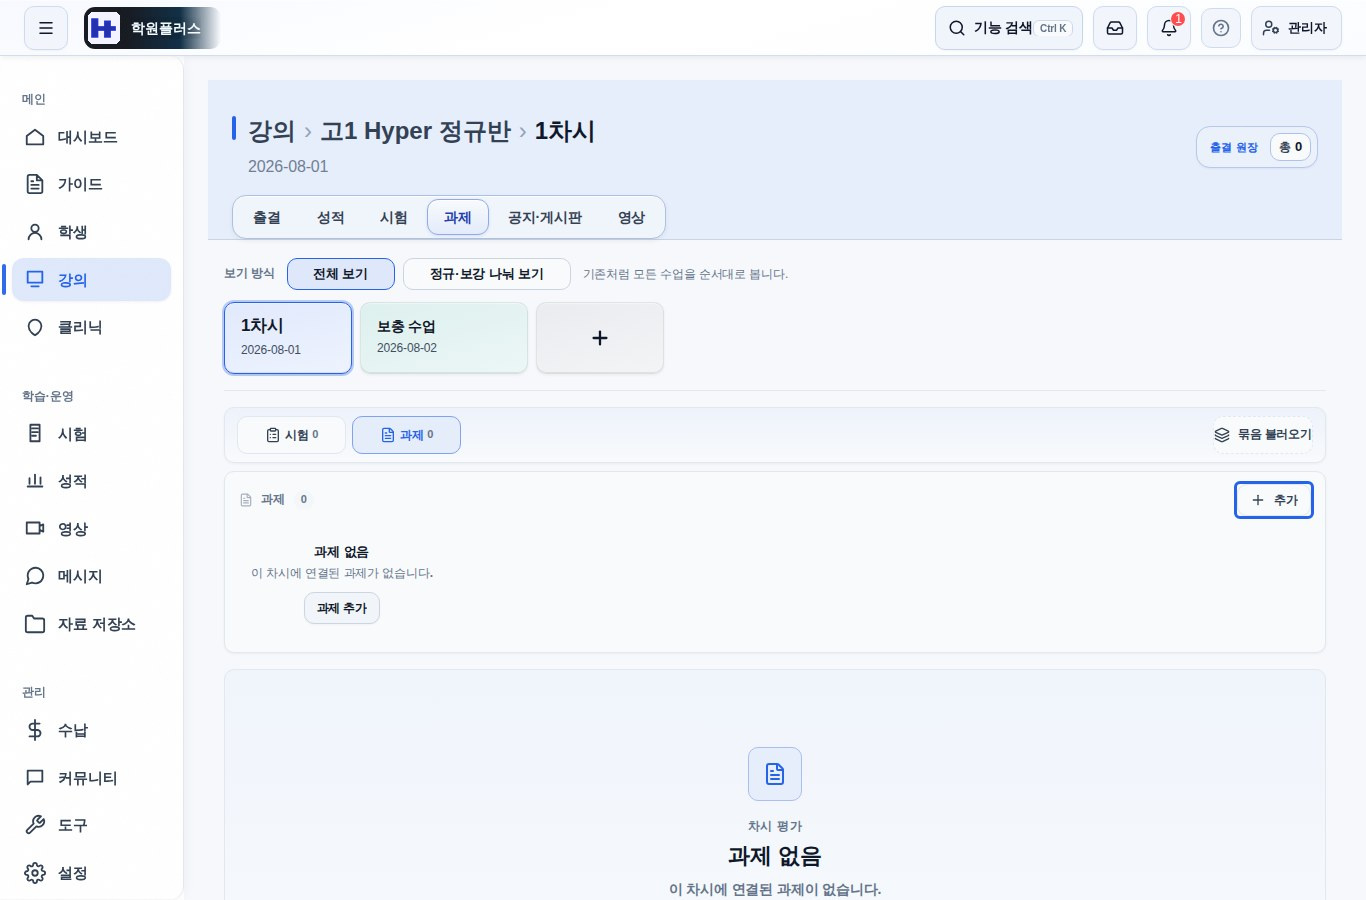 학원플러스
기능 검색 Ctrl K
1
관리자
메인
대시보드
가이드
학생
강의
클리닉
학습·운영
시험
성적
영상
메시지
자료 저장소
관리
수납
커뮤니티
도구
설정
강의 › 고1 Hyper 정규반 › 1차시
2026-08-01
출결 원장 총 0
출결 성적 시험 과제 공지·게시판 영상
보기 방식 전체 보기 정규·보강 나눠 보기 기존처럼 모든 수업을 순서대로 봅니다.
1차시
2026-08-01
보충 수업
2026-08-02
+
시험 0 과제 0 묶음 불러오기
과제 0 + 추가
과제 없음
이 차시에 연결된 과제가 없습니다.
과제 추가
차시 평가
과제 없음
이 차시에 연결된 과제가 없습니다.